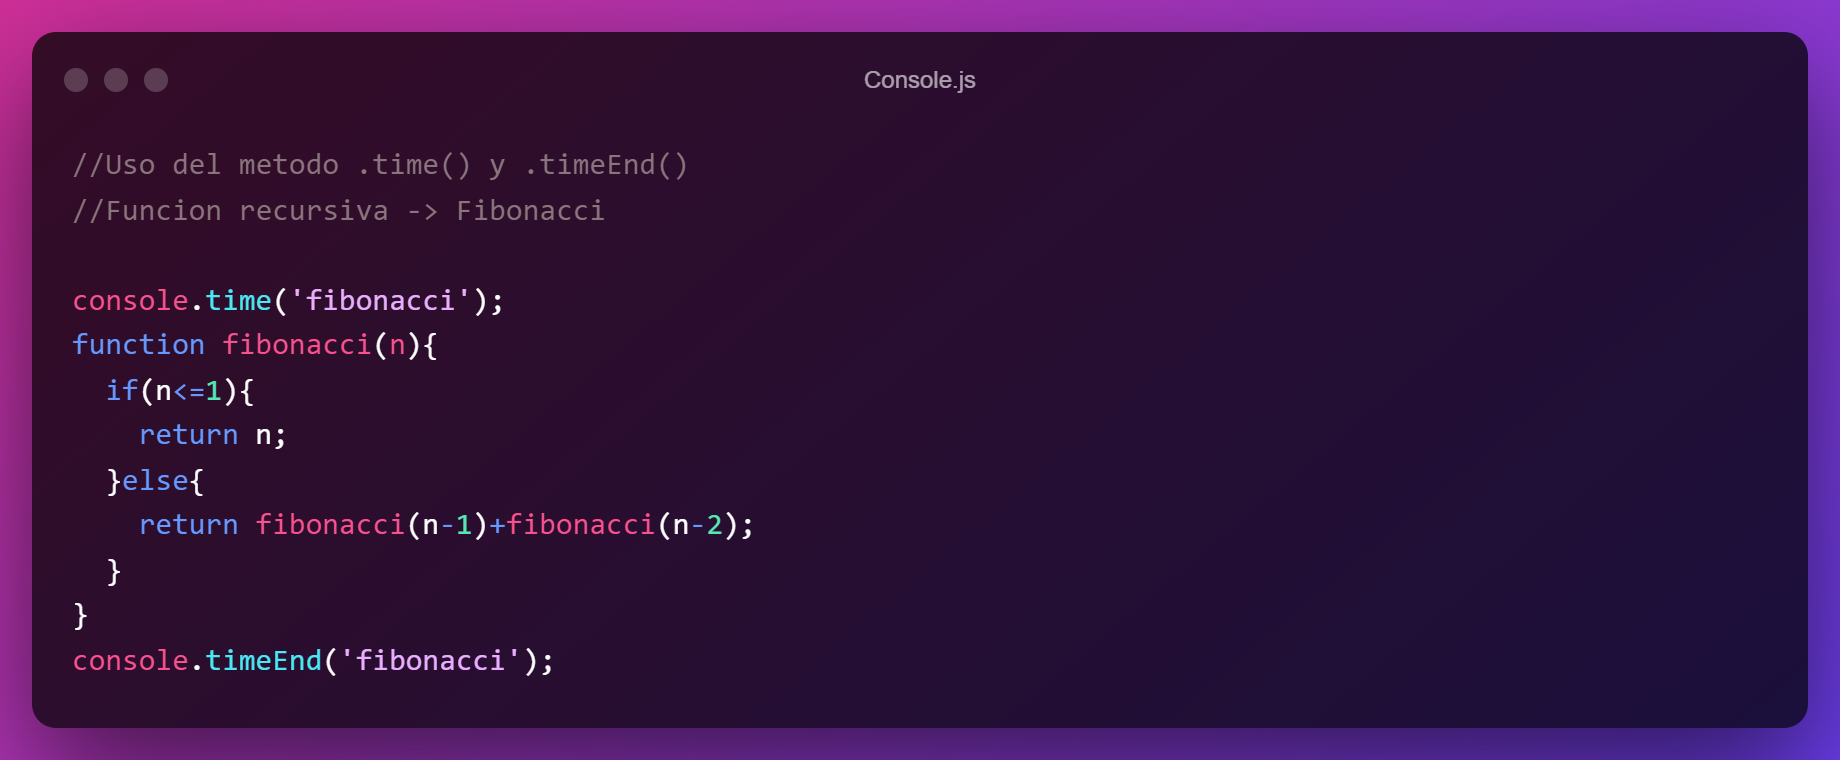 Console.js
//Uso del metodo .time() y .timeEnd()
//Funcion recursiva -> Fibonacci
console.time('fibonacci');
function fibonacci(n){
  if(n<=1){
    return n;
  }else{
    return fibonacci(n-1)+fibonacci(n-2);
  }
}
console.timeEnd('fibonacci');